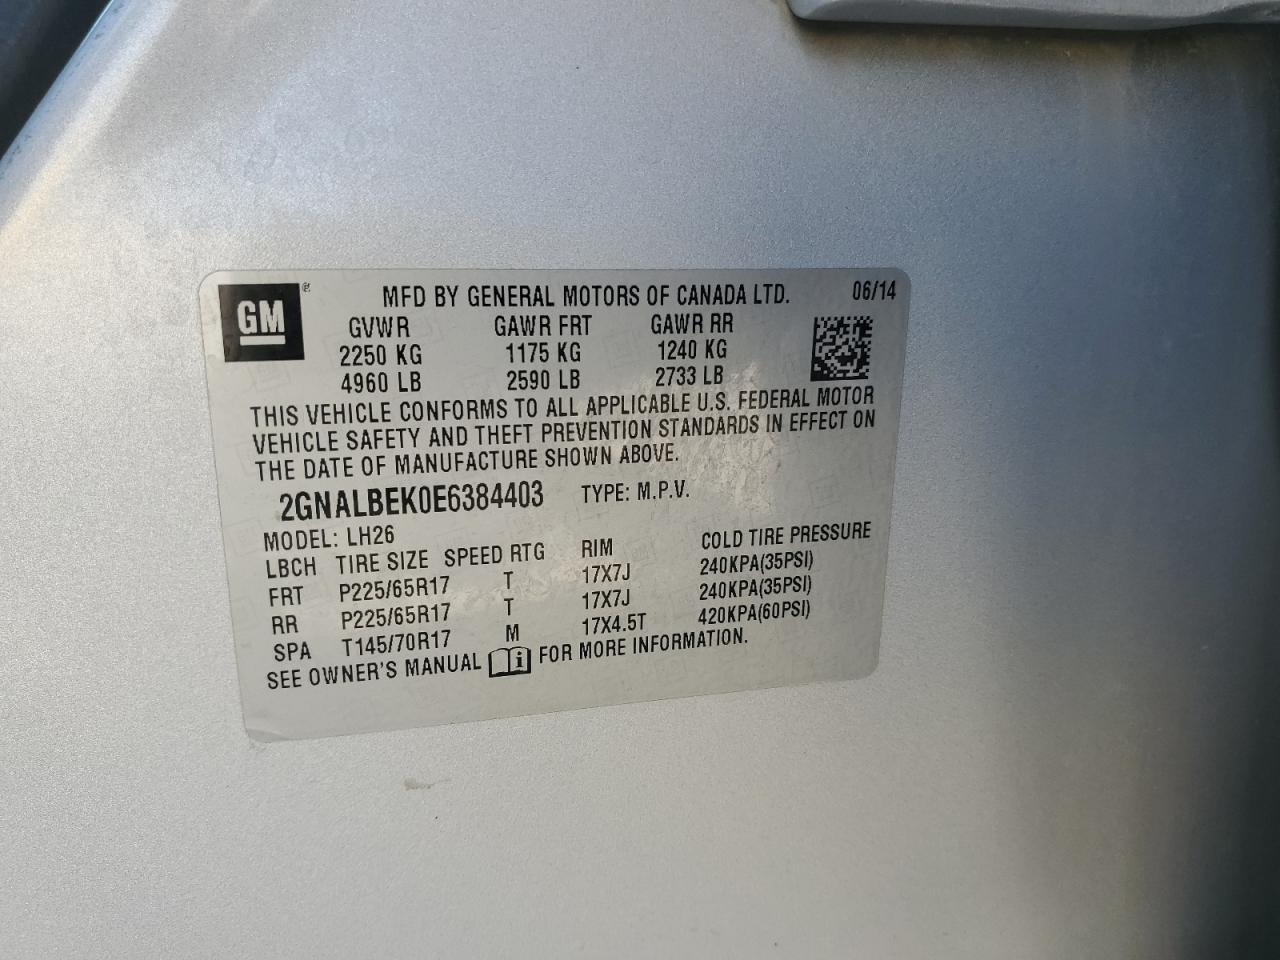 GM ®
MFD BY GENERAL MOTORS OF CANADA LTD. 06/14
GVWR GAWR FRT GAWR RR
2250 KG 1175 KG 1240 KG
4960 LB 2590 LB 2733 LB
THIS VEHICLE CONFORMS TO ALL APPLICABLE U.S. FEDERAL MOTOR
VEHICLE SAFETY AND THEFT PREVENTION STANDARDS IN EFFECT ON
THE DATE OF MANUFACTURE SHOWN ABOVE.
2GNALBEK0E6384403 TYPE: M.P.V.
MODEL: LH26
LBCH TIRE SIZE SPEED RTG RIM COLD TIRE PRESSURE
FRT P225/65R17 T 17X7J 240KPA(35PSI)
RR P225/65R17 T 17X7J 240KPA(35PSI)
SPA T145/70R17 M 17X4.5T 420KPA(60PSI)
SEE OWNER'S MANUAL i FOR MORE INFORMATION.